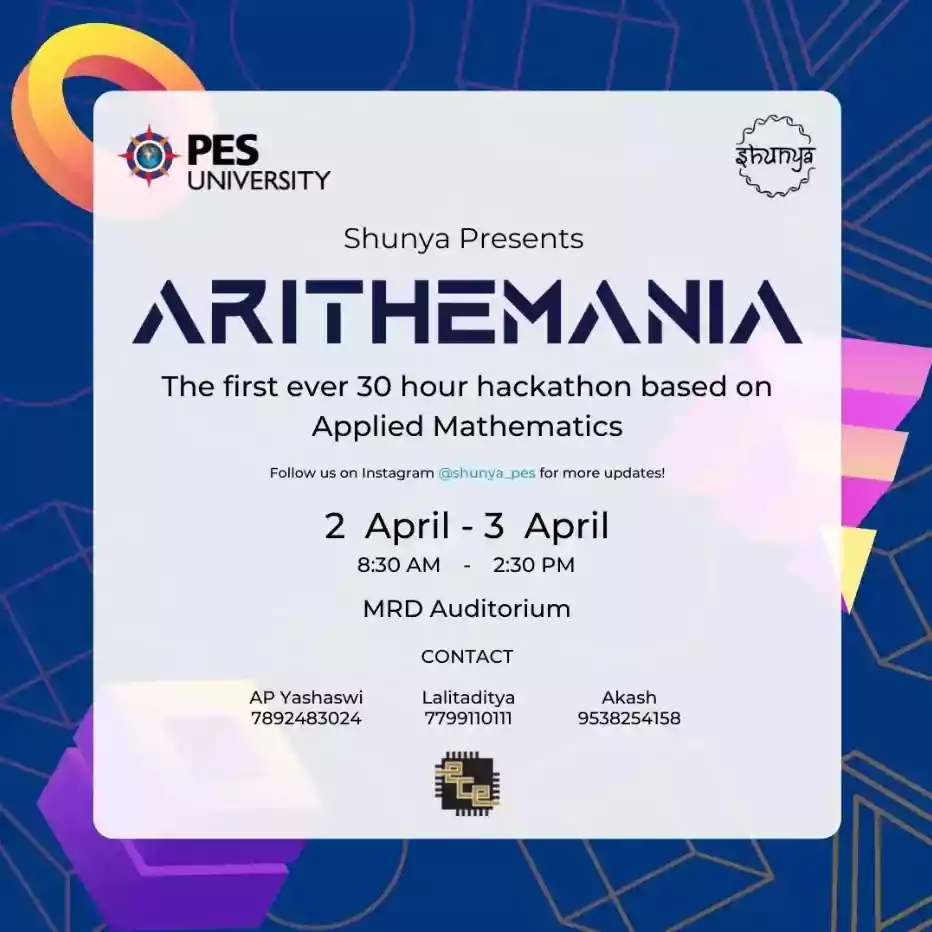 PES
UNIVERSITY
shunya
Shunya Presents
ARITHEMANIA
The first ever 30 hour hackathon based on
Applied Mathematics
Follow us on Instagram @shunya_pes for more updates!
2 April - 3 April
8:30 AM - 2:30 PM
MRD Auditorium
CONTACT
AP Yashaswi
7892483024
Lalitaditya
7799110111
Akash
9538254158
ece